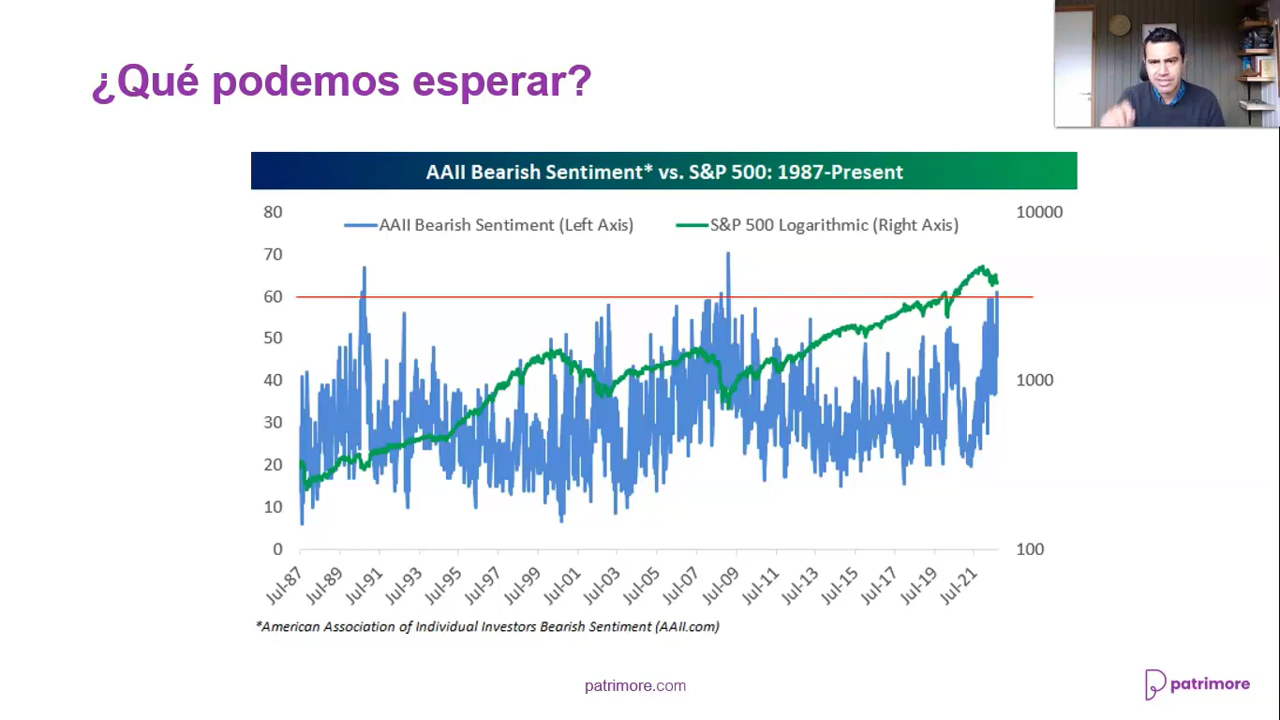 ¿Qué podemos esperar?
AAII Bearish Sentiment* vs. S&P 500: 1987-Present
80
10000
AAII Bearish Sentiment (Left Axis)
S&P 500 Logarithmic (Right Axis)
70
60
50
40
1000
30
20
10
0
100
Jul-87
Jul-89
Jul-91
Jul-93
Jul-95
Jul-97
Jul-99
Jul-01
Jul-03
Jul-05
Jul-07
Jul-09
Jul-11
Jul-13
Jul-15
Jul-17
Jul-19
Jul-21
*American Association of Individual Investors Bearish Sentiment (AAII.com)
patrimore.com
patrimore